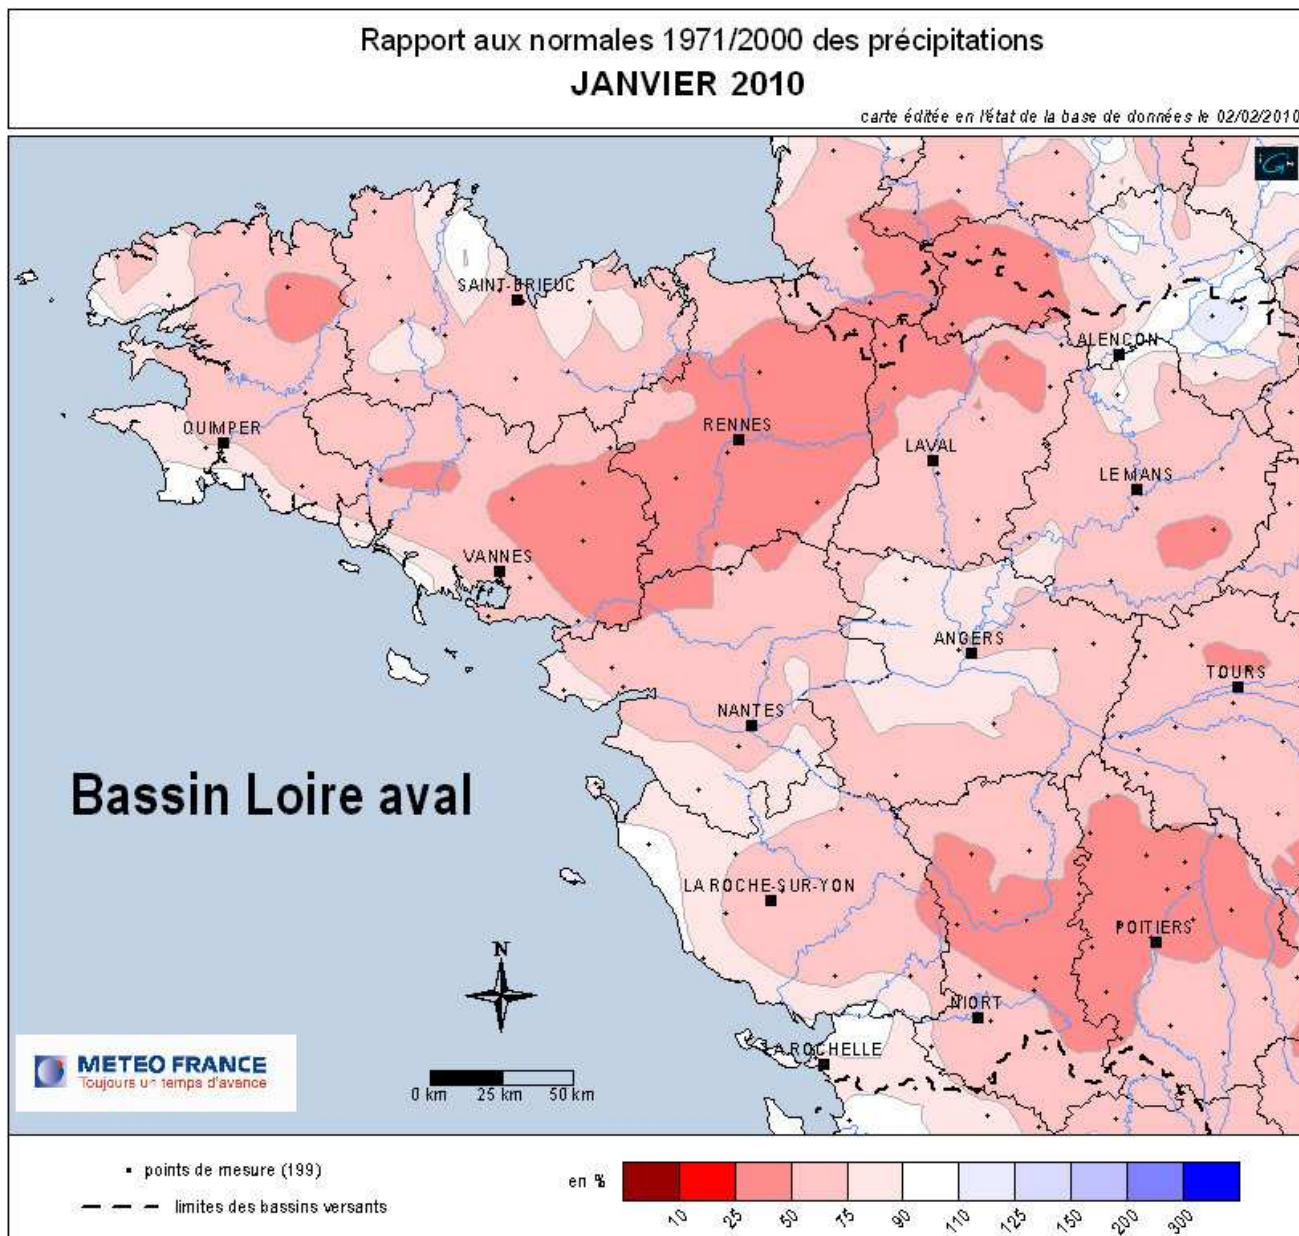 Rapport aux normales 1971/2000 des précipitations
JANVIER 2010
carte éditée en l'état de la base de données le 02/02/2010
SAINT-BRIEUC
ALENCON
QUIMPER
RENNES
LAVAL
LE MANS
VANNES
ANGERS
TOURS
NANTES
Bassin Loire aval
LA ROCHE-SUR-YON
POITIERS
N
NIORT
LA ROCHELLE
METEO FRANCE
Toujours un temps d'avance
0 km 25 km 50 km
points de mesure (199)
limites des bassins versants
en %
10 25 50 75 90 110 125 150 200 300